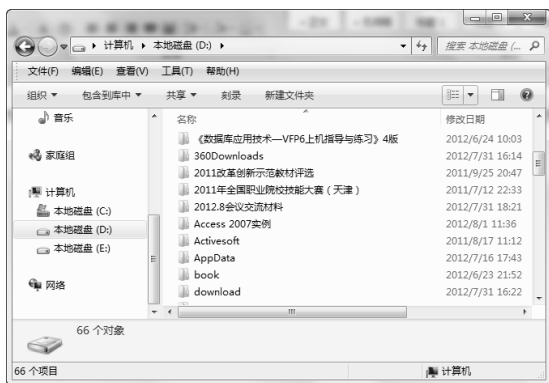 计算机 ▸ 本地磁盘 (D:) ▸ 搜索 本地磁盘 (...
文件(F) 编辑(E) 查看(V) 工具(T) 帮助(H)
组织 包含到库中 共享 刻录 新建文件夹
音乐
家庭组
计算机
本地磁盘 (C:)
本地磁盘 (D:)
本地磁盘 (E:)
网络
名称 修改日期
《数据库应用技术—VFP6上机指导与练习》4版 2012/6/24 10:03
360Downloads 2012/7/31 16:14
2011改革创新示范教材评选 2011/9/25 20:47
2011年全国职业院校技能大赛(天津) 2011/7/12 22:33
2012.8会议交流材料 2012/7/31 18:21
Access 2007实例 2012/8/1 11:36
Activesoft 2011/8/17 11:12
AppData 2012/7/16 17:43
book 2012/6/23 21:52
download 2012/7/31 16:22
66 个对象
66 个项目 计算机